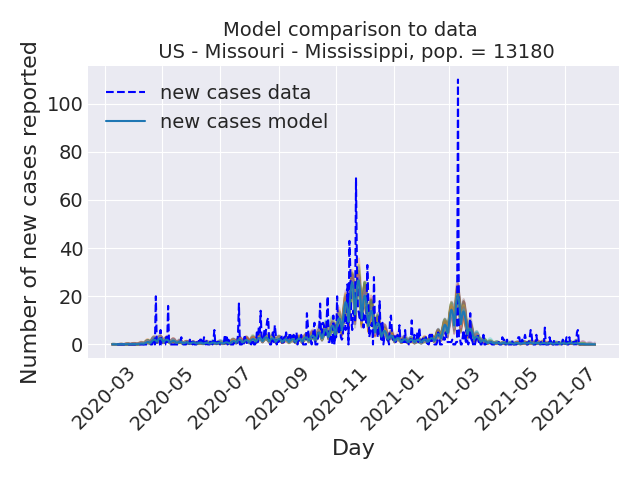 Model comparison to data
US - Missouri - Mississippi, pop. = 13180
Number of new cases reported
100
80
60
40
20
0
new cases data
new cases model
2020-03
2020-05
2020-07
2020-09
2020-11
2021-01
2021-03
2021-05
2021-07
Day